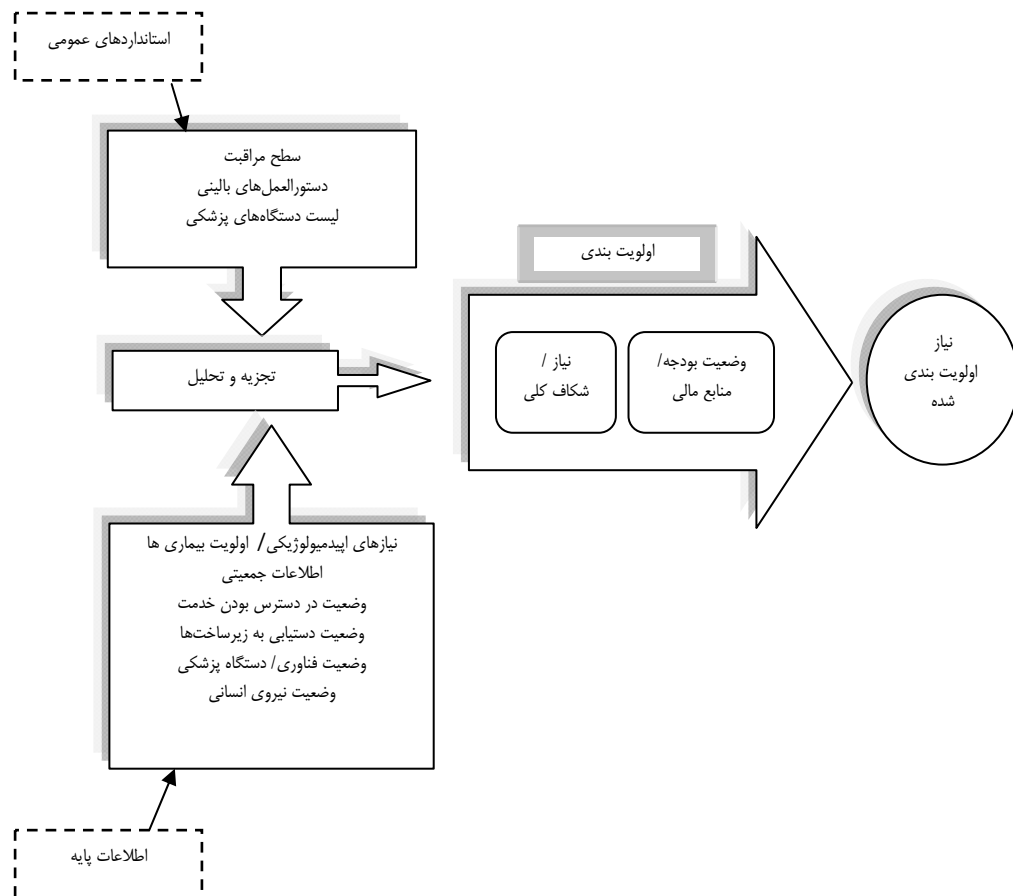 استانداردهای عمومی
سطح مراقبت
دستورالعمل‌های بالینی
لیست دستگاه‌های پزشکی
اولویت بندی
تجزیه و تحلیل
نیاز /
شکاف کلی
وضعیت بودجه/
منابع مالی
نیاز
اولویت بندی
شده
نیازهای اپیدمیولوژیکی/ اولویت بیماری ها
اطلاعات جمعیتی
وضعیت در دسترس بودن خدمت
وضعیت دستیابی به زیرساخت‌ها
وضعیت فناوری/ دستگاه پزشکی
وضعیت نیروی انسانی
اطلاعات پایه